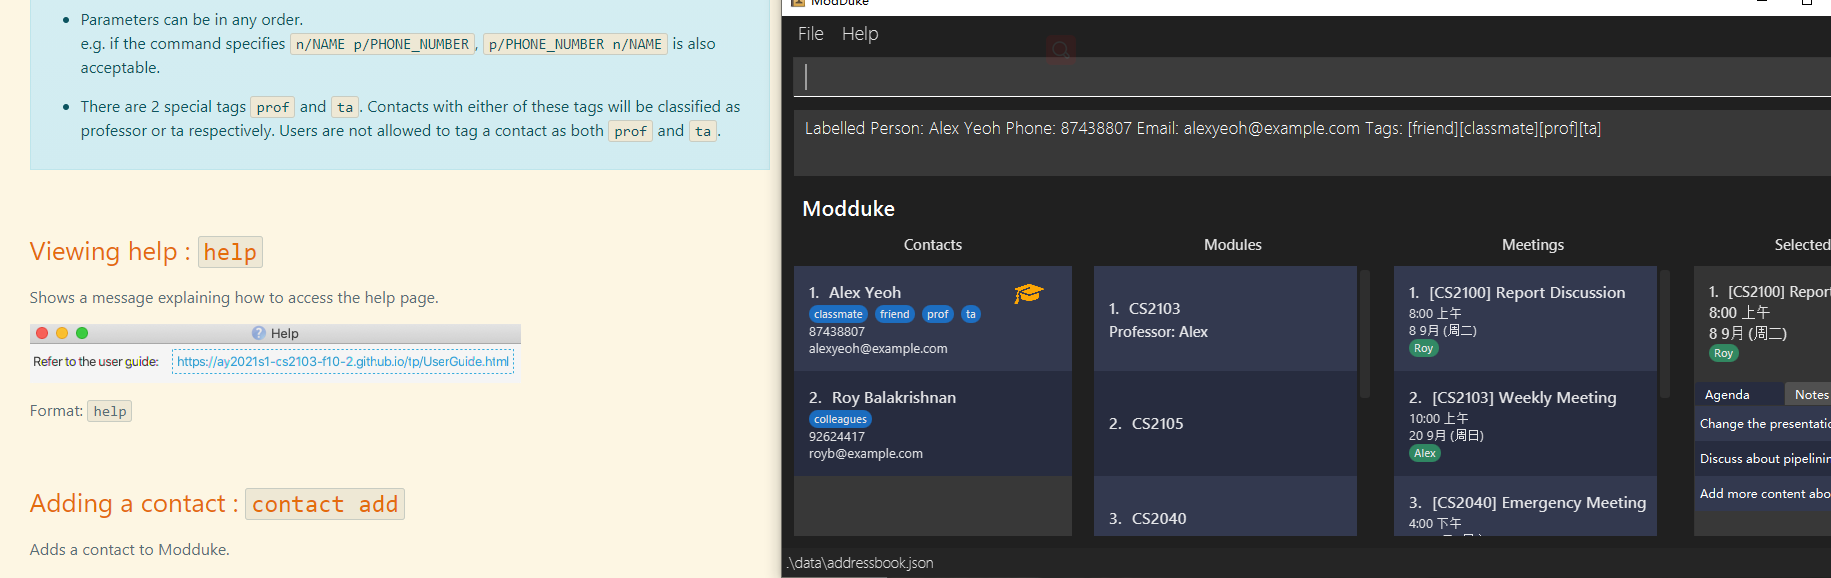 Parameters can be in any order.
e.g. if the command specifies n/NAME p/PHONE_NUMBER, p/PHONE_NUMBER n/NAME is also
acceptable.
There are 2 special tags prof and ta. Contacts with either of these tags will be classified as
professor or ta respectively. Users are not allowed to tag a contact as both prof and ta.
Viewing help : help
Shows a message explaining how to access the help page.
Help
Refer to the user guide: https://ay2021s1-cs2103-f10-2.github.io/tp/UserGuide.html
Format: help
Adding a contact : contact add
Adds a contact to Modduke.
ModDuke
File Help
Labelled Person: Alex Yeoh Phone: 87438807 Email: alexyeoh@example.com Tags: [friend][classmate][prof][ta]
Modduke
Contacts
1. Alex Yeoh
classmate friend prof ta
87438807
alexyeoh@example.com
2. Roy Balakrishnan
colleagues
92624417
royb@example.com
Modules
1. CS2103
Professor: Alex
2. CS2105
3. CS2040
Meetings
1. [CS2100] Report Discussion
8:00 上午
8 9月 (周二)
Roy
2. [CS2103] Weekly Meeting
10:00 上午
20 9月 (周日)
Alex
3. [CS2040] Emergency Meeting
4:00 下午
Selected
1. [CS2100] Report
8:00 上午
8 9月 (周二)
Roy
Agenda Notes
Change the presentatio
Discuss about pipelinin
Add more content abo
.\data\addressbook.json